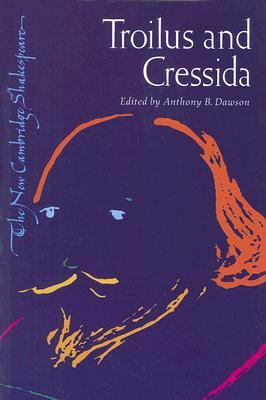 Troilus and
Cressida
Edited by Anthony B. Dawson
The New Cambridge Shakespeare